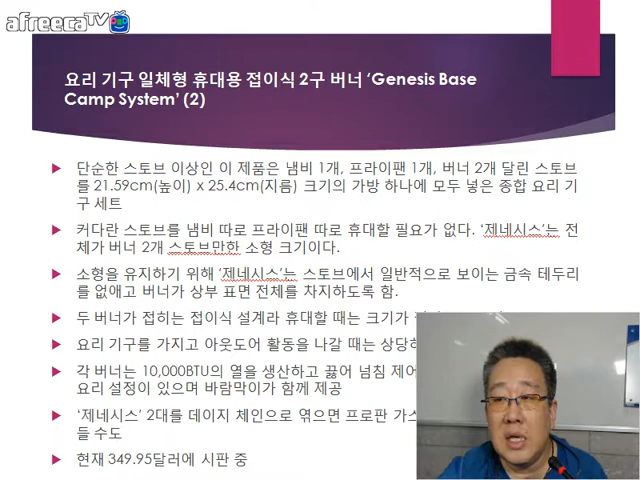 afreecaTV
요리 기구 일체형 휴대용 접이식 2구 버너 ‘Genesis Base
Camp System’ (2)
단순한 스토브 이상인 이 제품은 냄비 1개, 프라이팬 1개, 버너 2개 달린 스토브
를 21.59cm(높이) x 25.4cm(지름) 크기의 가방 하나에 모두 넣은 종합 요리 기
구 세트
커다란 스토브를 냄비 따로 프라이팬 따로 휴대할 필요가 없다. ‘제네시스’는 전
체가 버너 2개 스토브만한 소형 크기이다.
소형을 유지하기 위해 ‘제네시스’는 스토브에서 일반적으로 보이는 금속 테두리
를 없애고 버너가 상부 표면 전체를 차지하도록 함.
두 버너가 접히는 접이식 설계라 휴대할 때는 크기가
요리 기구를 가지고 아웃도어 활동을 나갈 때는
각 버너는 10,000BTU의 열을 생산하고 끓어 넘침 제어
요리 설정이 있으며 바람막이가 함께 제공
‘제네시스’ 2대를 데이지 체인으로 엮으면 프로판
들 수도
현재 349.95달러에 시판 중